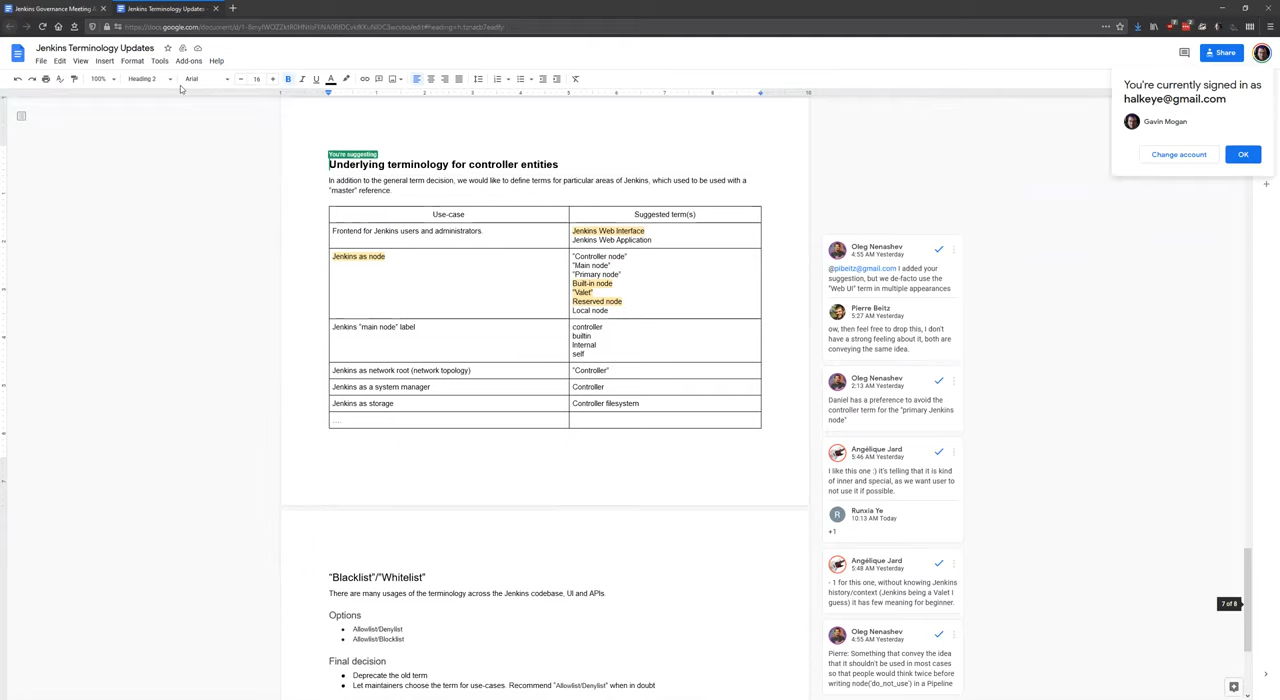 Jenkins Governance Meeting A
Jenkins Terminology Updates
Jenkins Terminology Updates
File Edit View Insert Format Tools Add-ons Help
Share
100% Heading 2 Arial 16
You're currently signed in as
halkeye@gmail.com
Gavin Mogan
Change account OK
You're suggesting
Underlying terminology for controller entities
In addition to the general term decision, we would like to define terms for particular areas of Jenkins, which used to be used with a
"master" reference.
Use-case Suggested term(s)
Frontend for Jenkins users and administrators
Jenkins Web Interface
Jenkins Web Application
Jenkins as node
"Controller node"
"Main node"
"Primary node"
Built-in node
"Valet"
Reserved node
Local node
Jenkins "main node" label
controller
builtin
Internal
self
Jenkins as network root (network topology) "Controller"
Jenkins as a system manager Controller
Jenkins as storage Controller filesystem
....
"Blacklist"/"Whitelist"
There are many usages of the terminology across the Jenkins codebase, UI and APIs.
Options
● Allowlist/Denylist
● Allowlist/Blocklist
Final decision
● Deprecate the old term
● Let maintainers choose the term for use-cases. Recommend "Allowlist/Denylist" when in doubt
Oleg Nenashev
4:55 AM Yesterday
@pibeitz@gmail.com I added your
suggestion, but we de-facto use the
"Web UI" term in multiple appearances
Pierre Beitz
5:27 AM Yesterday
ow, then feel free to drop this, I don't
have a strong feeling about it, both are
conveying the same idea.
Oleg Nenashev
2:13 AM Yesterday
Daniel has a preference to avoid the
controller term for the "primary Jenkins
node"
Angélique Jard
5:46 AM Yesterday
I like this one :) it's telling that it is kind
of inner and special, as we want user to
not use it if possible.
R
Runxia Ye
10:13 AM Today
+1
Angélique Jard
5:48 AM Yesterday
- 1 for this one, without knowing Jenkins
history/context (Jenkins being a Valet I
guess) it has few meaning for beginner.
Oleg Nenashev
4:55 AM Yesterday
Pierre: Something that convey the idea
that it shouldn't be used in most cases
so that people would think twice before
writing node('do_not_use') in a Pipeline
7 of 8